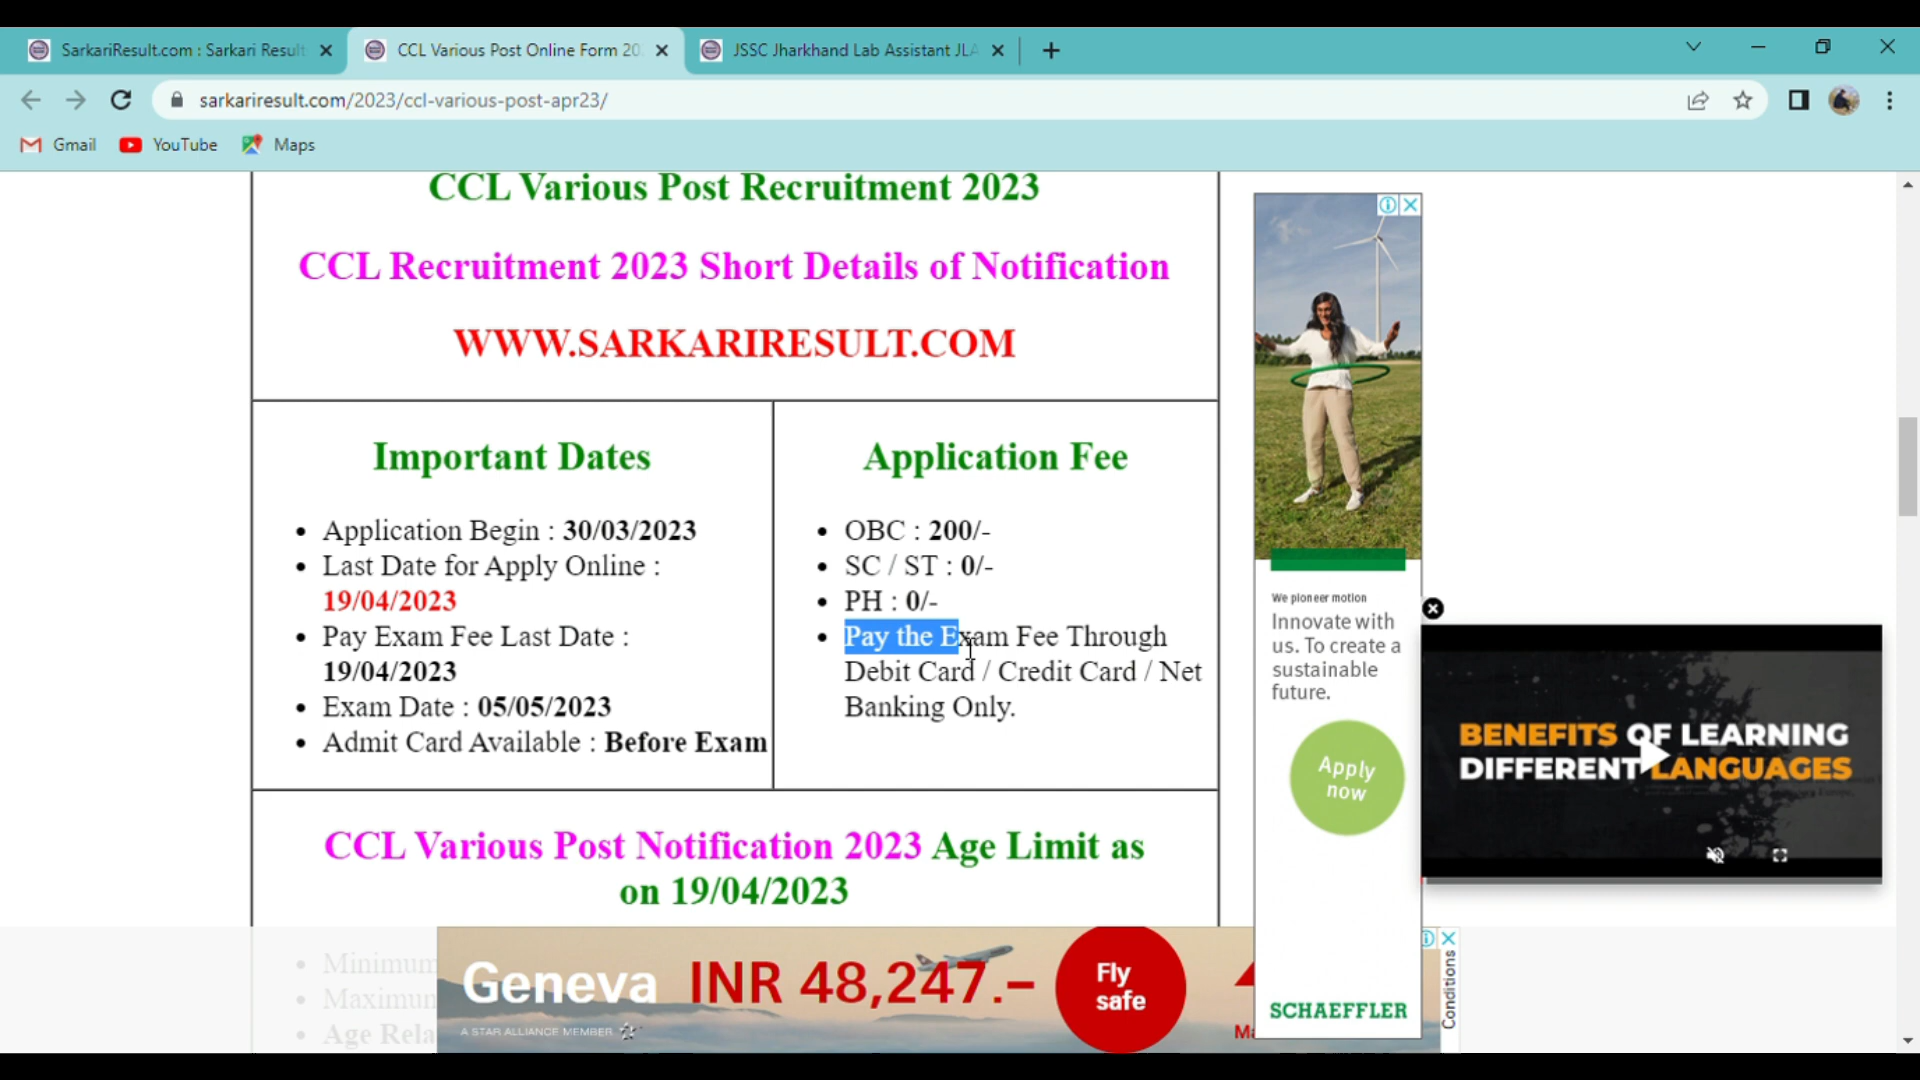 SarkariResult.com : Sarkari Result
CCL Various Post Online Form 20
JSSC Jharkhand Lab Assistant JLA
sarkariresult.com/2023/ccl-various-post-apr23/
Gmail
YouTube
Maps
CCL Various Post Recruitment 2023
CCL Recruitment 2023 Short Details of Notification
WWW.SARKARIRESULT.COM
Important Dates
• Application Begin : 30/03/2023
• Last Date for Apply Online :
19/04/2023
• Pay Exam Fee Last Date :
19/04/2023
• Exam Date : 05/05/2023
• Admit Card Available : Before Exam
Application Fee
• OBC : 200/-
• SC / ST : 0/-
• PH : 0/-
• Pay the Exam Fee Through
Debit Card / Credit Card / Net
Banking Only.
CCL Various Post Notification 2023 Age Limit as
on 19/04/2023
• Minimum
• Maximum
• Age Rela
We pioneer motion
Innovate with
us. To create a
sustainable
future.
Apply
now
SCHAEFFLER
BENEFITS OF LEARNING
DIFFERENT LANGUAGES
Geneva INR 48,247.–
A STAR ALLIANCE MEMBER
Fly
safe
Ma
Conditions